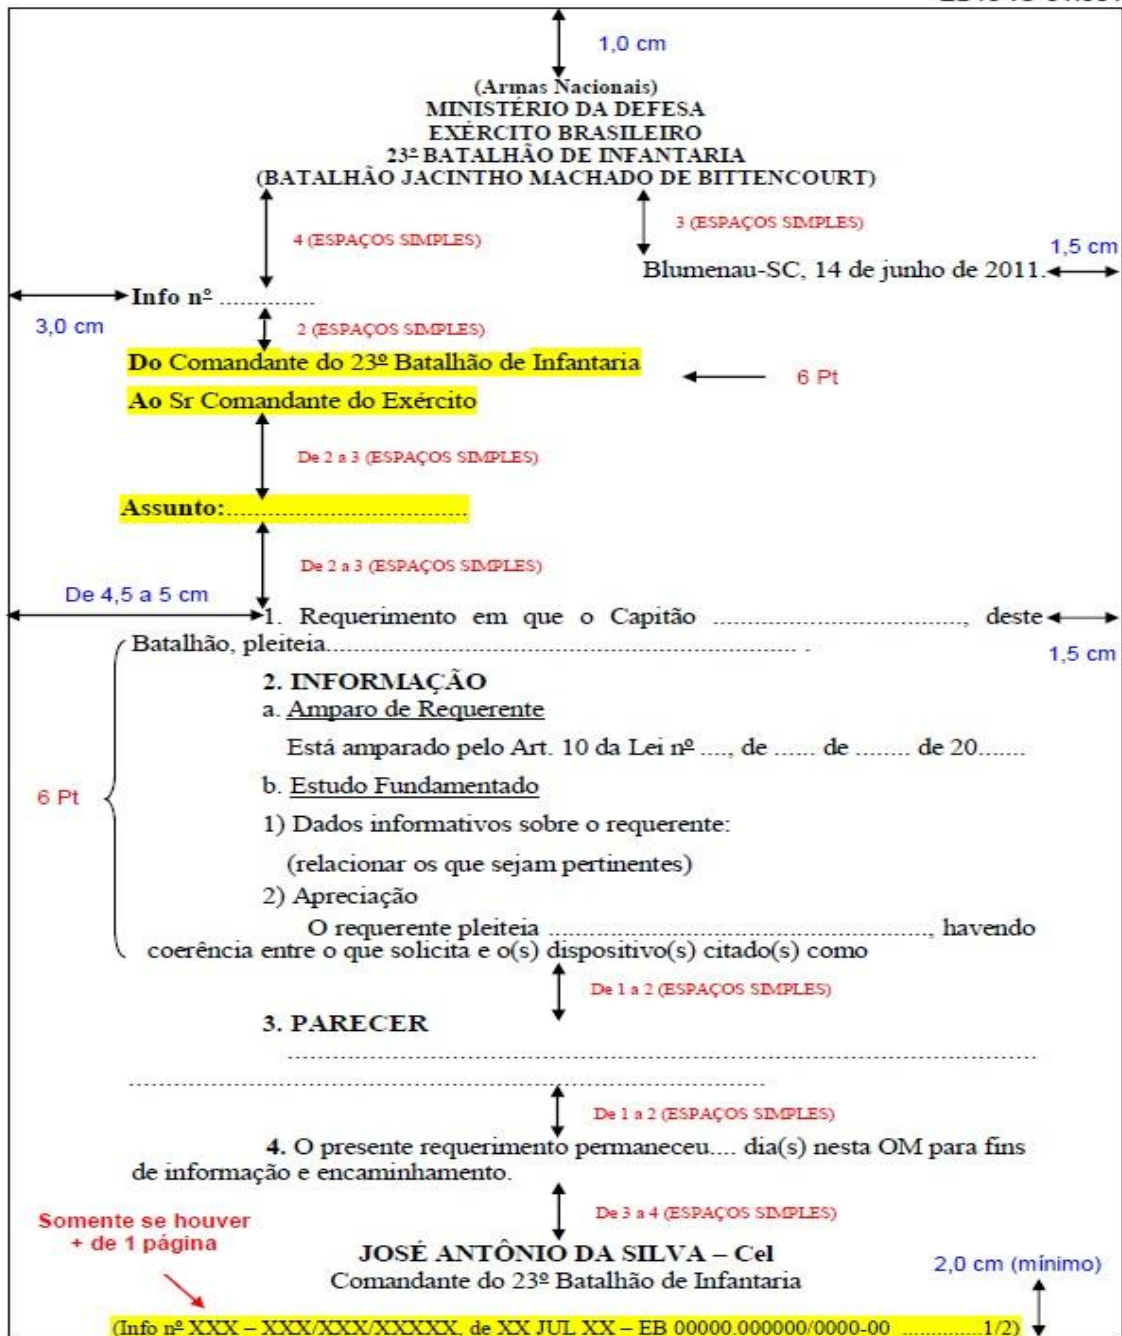 1,0 cm
(Armas Nacionais)
MINISTÉRIO DA DEFESA
EXÉRCITO BRASILEIRO
23º BATALHÃO DE INFANTARIA
(BATALHÃO JACINTHO MACHADO DE BITTENCOURT)
4 (ESPAÇOS SIMPLES)
3 (ESPAÇOS SIMPLES)
1,5 cm
Blumenau-SC, 14 de junho de 2011.
Info nº ...............
3,0 cm
2 (ESPAÇOS SIMPLES)
Do Comandante do 23º Batalhão de Infantaria
6 Pt
Ao Sr Comandante do Exército
De 2 a 3 (ESPAÇOS SIMPLES)
Assunto:...................................
De 2 a 3 (ESPAÇOS SIMPLES)
De 4,5 a 5 cm
1. Requerimento em que o Capitão ...................................., deste
Batalhão, pleiteia..................................................................... .
1,5 cm
2. INFORMAÇÃO
a. Amparo de Requerente
Está amparado pelo Art. 10 da Lei nº ...., de ...... de ........ de 20.......
b. Estudo Fundamentado
6 Pt
1) Dados informativos sobre o requerente:
(relacionar os que sejam pertinentes)
2) Apreciação
O requerente pleiteia ......................................................., havendo
coerência entre o que solicita e o(s) dispositivo(s) citado(s) como
De 1 a 2 (ESPAÇOS SIMPLES)
3. PARECER
..............................................................................................................
..............................................................................................
De 1 a 2 (ESPAÇOS SIMPLES)
4. O presente requerimento permaneceu.... dia(s) nesta OM para fins
de informação e encaminhamento.
De 3 a 4 (ESPAÇOS SIMPLES)
Somente se houver
+ de 1 página
JOSÉ ANTÔNIO DA SILVA – Cel
Comandante do 23º Batalhão de Infantaria
2,0 cm (mínimo)
(Info nº XXX – XXX/XXX/XXXXX, de XX JUL XX – EB 00000.000000/0000-00 .............1/2)